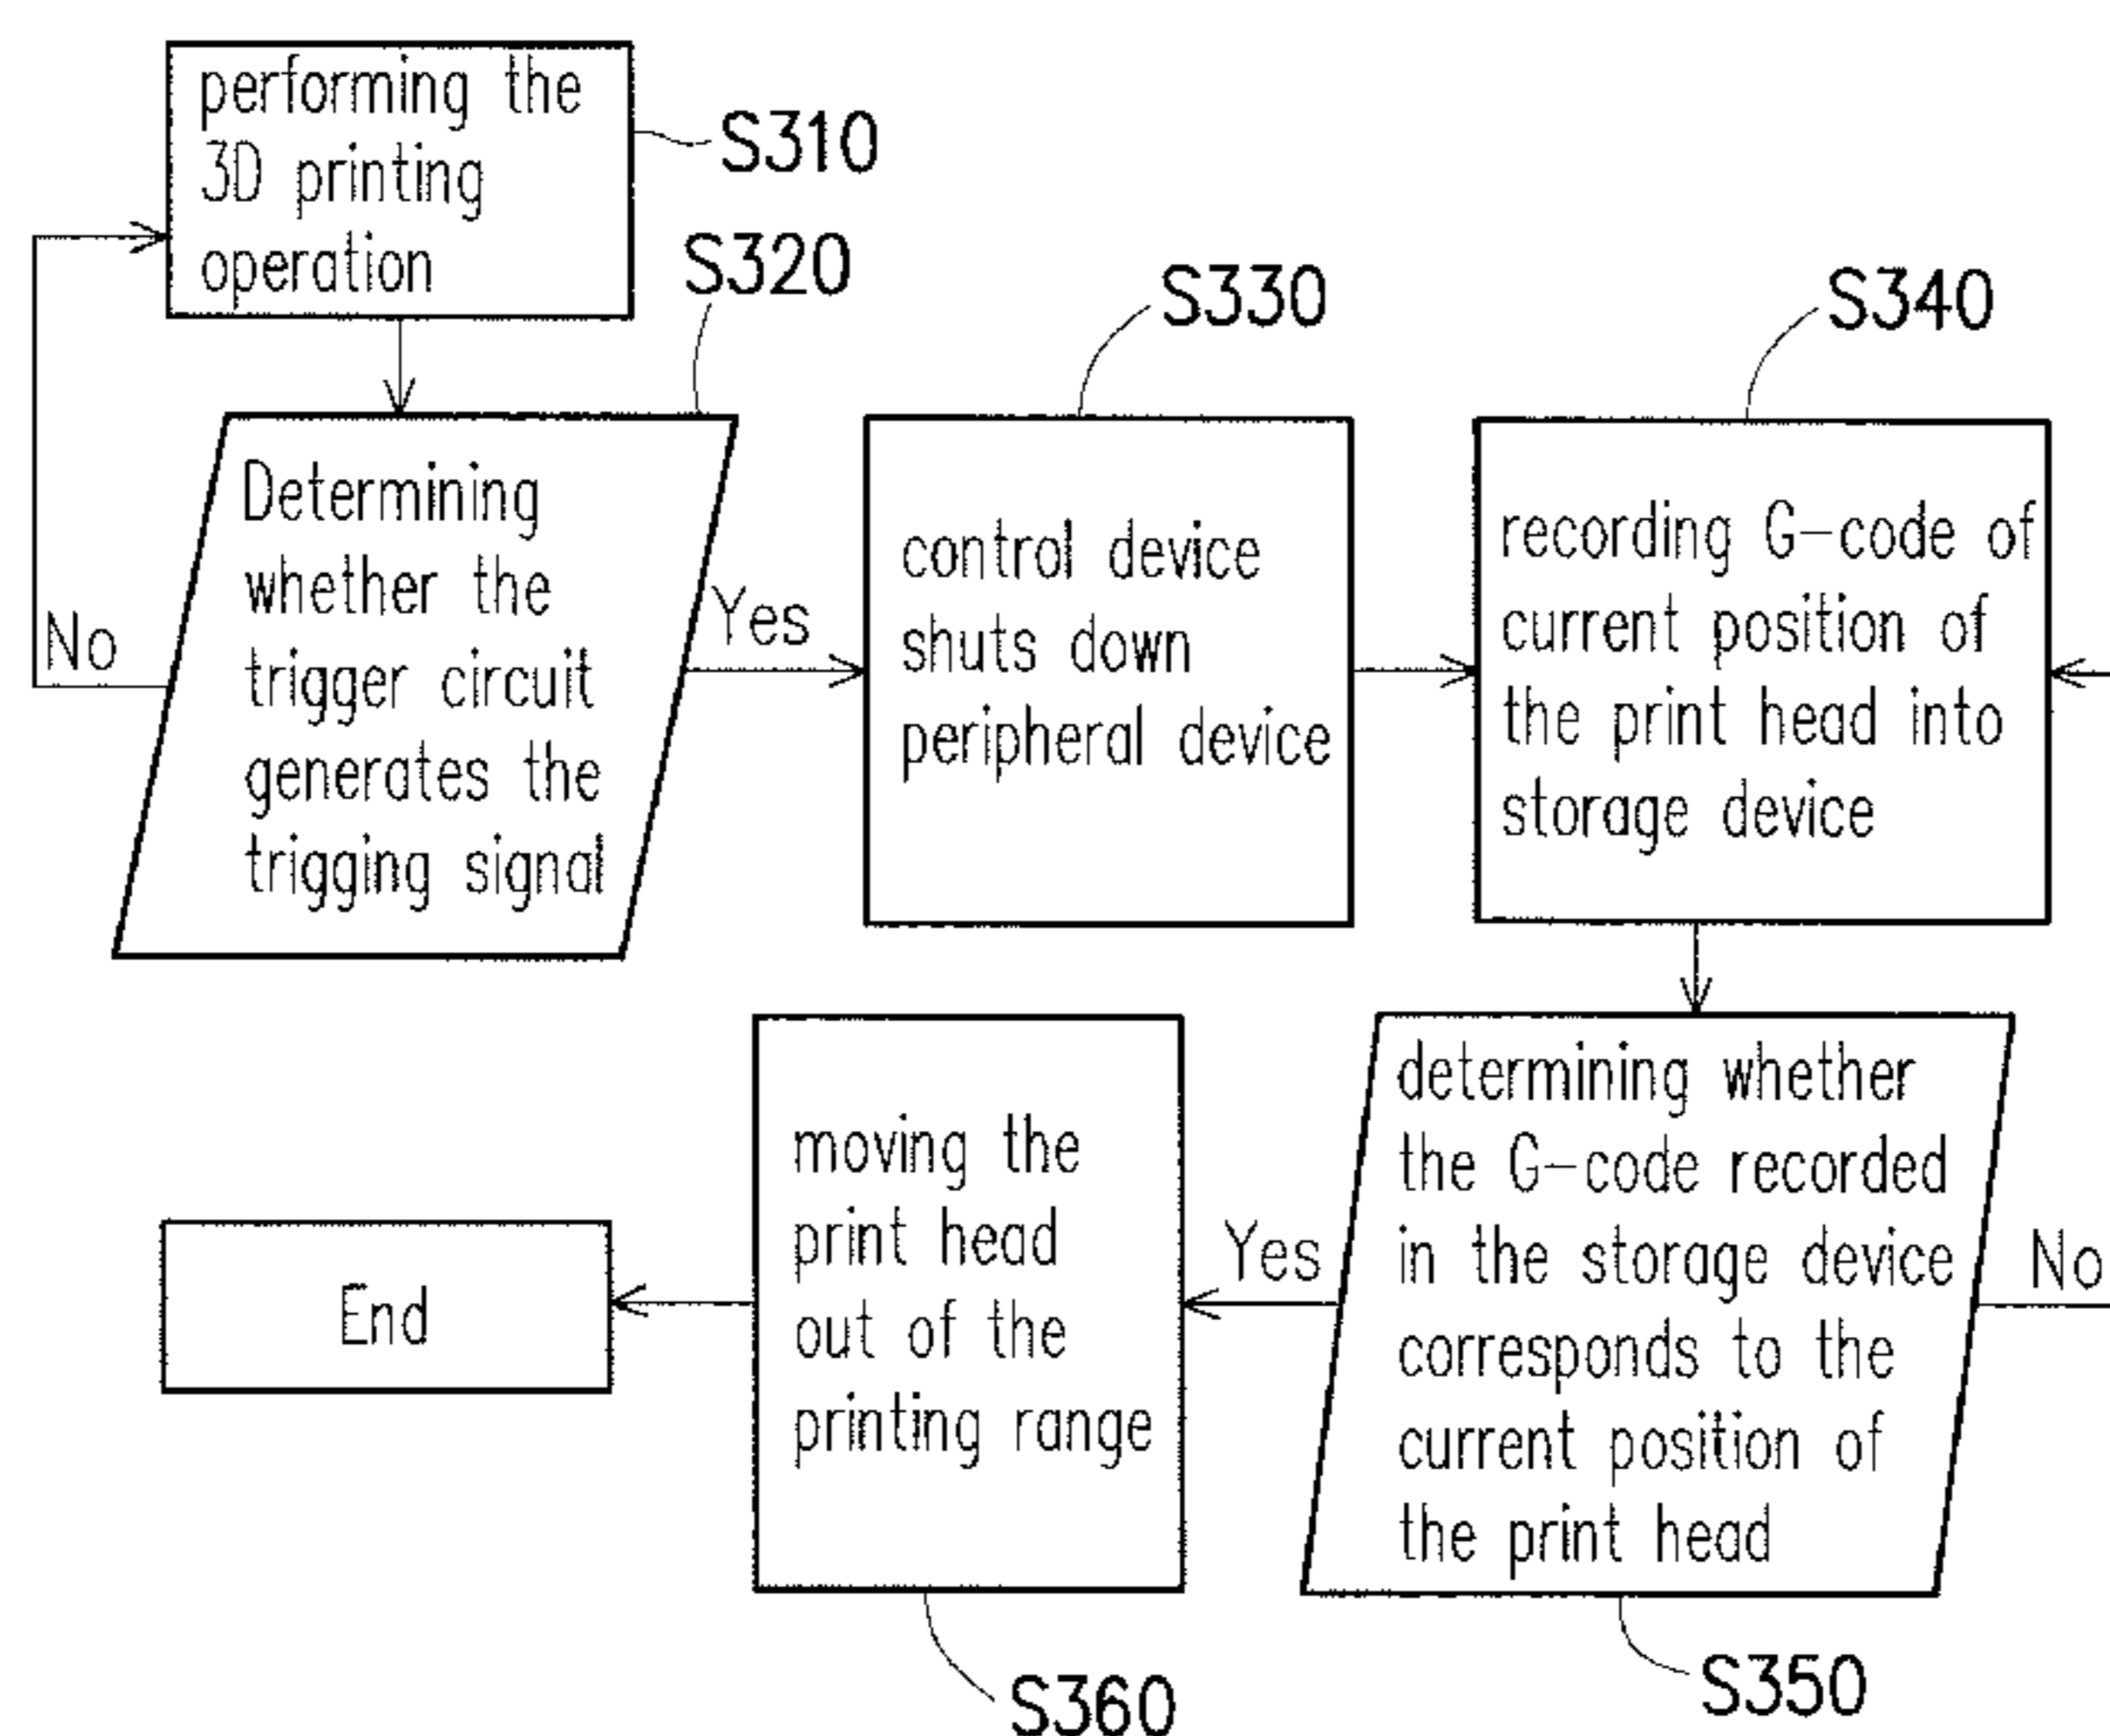 performing the
3D printing
operation
S310
S320
Determining
whether the
trigger circuit
generates the
trigging signal
No
Yes
S330
control device
shuts down
peripheral device
S340
recording G-code of
current position of
the print head into
storage device
determining whether
the G-code recorded
in the storage device
corresponds to the
current position of
the print head
No
Yes
S350
moving the
print head
out of the
printing range
S360
End